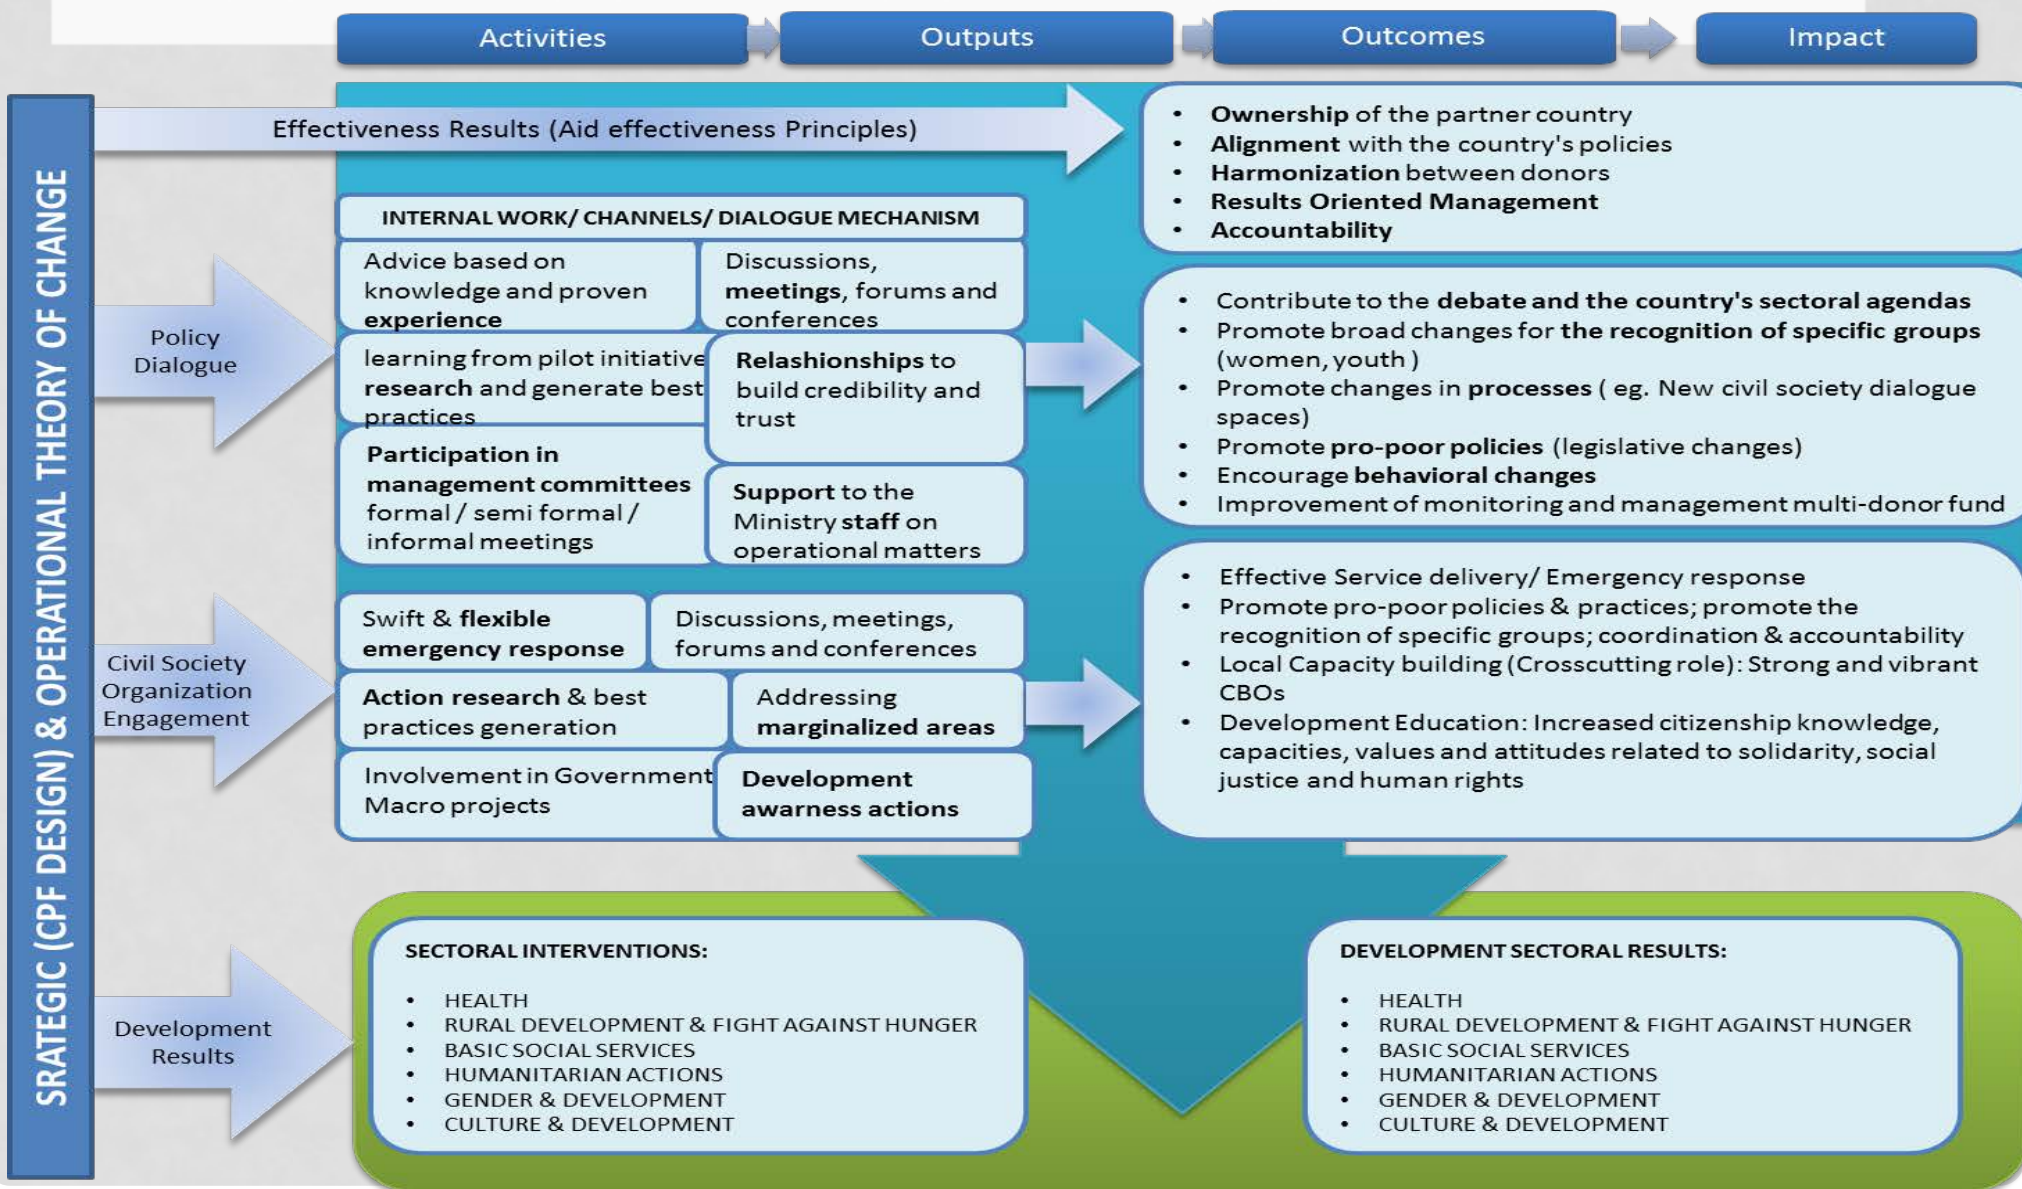 Activities
Outputs
Outcomes
Impact
SRATEGIC (CPF DESIGN) & OPERATIONAL THEORY OF CHANGE
Effectiveness Results (Aid effectiveness Principles)
• Ownership of the partner country
• Alignment with the country's policies
• Harmonization between donors
• Results Oriented Management
• Accountability
Policy
Dialogue
INTERNAL WORK/ CHANNELS/ DIALOGUE MECHANISM
Advice based on
knowledge and proven
experience
Discussions,
meetings, forums and
conferences
learning from pilot initiative
research and generate best
practices
Relashionships to
build credibility and
trust
Participation in
management committees
formal / semi formal /
informal meetings
Support to the
Ministry staff on
operational matters
• Contribute to the debate and the country's sectoral agendas
• Promote broad changes for the recognition of specific groups
(women, youth )
• Promote changes in processes ( eg. New civil society dialogue
spaces)
• Promote pro-poor policies (legislative changes)
• Encourage behavioral changes
• Improvement of monitoring and management multi-donor fund
Civil Society
Organization
Engagement
Swift & flexible
emergency response
Discussions, meetings,
forums and conferences
Action research & best
practices generation
Addressing
marginalized areas
Involvement in Government
Macro projects
Development
awarness actions
• Effective Service delivery/ Emergency response
• Promote pro-poor policies & practices; promote the
recognition of specific groups; coordination & accountability
• Local Capacity building (Crosscutting role): Strong and vibrant
CBOs
• Development Education: Increased citizenship knowledge,
capacities, values and attitudes related to solidarity, social
justice and human rights
Development
Results
SECTORAL INTERVENTIONS:
• HEALTH
• RURAL DEVELOPMENT & FIGHT AGAINST HUNGER
• BASIC SOCIAL SERVICES
• HUMANITARIAN ACTIONS
• GENDER & DEVELOPMENT
• CULTURE & DEVELOPMENT
DEVELOPMENT SECTORAL RESULTS:
• HEALTH
• RURAL DEVELOPMENT & FIGHT AGAINST HUNGER
• BASIC SOCIAL SERVICES
• HUMANITARIAN ACTIONS
• GENDER & DEVELOPMENT
• CULTURE & DEVELOPMENT